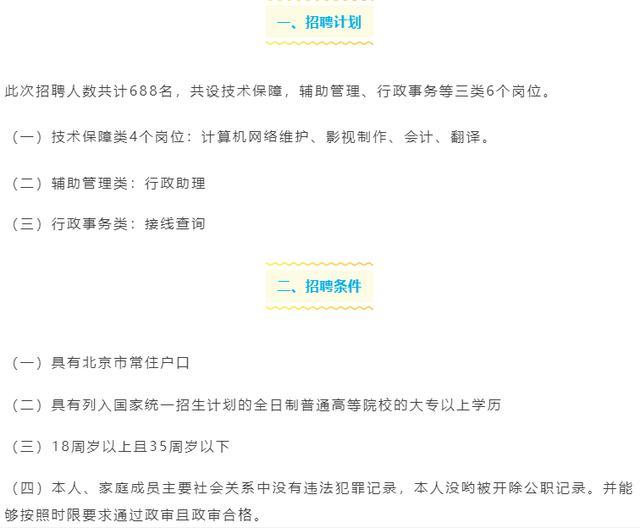 一、招聘计划
此次招聘人数共计688名，共设技术保障，辅助管理、行政事务等三类6个岗位。
（一）技术保障类4个岗位：计算机网络维护、影视制作、会计、翻译。
（二）辅助管理类：行政助理
（三）行政事务类：接线查询
二、招聘条件
（一）具有北京市常住户口
（二）具有列入国家统一招生计划的全日制普通高等院校的大专以上学历
（三）18周岁以上且35周岁以下
（四）本人、家庭成员主要社会关系中没有违法犯罪记录，本人没哟被开除公职记录。并能
够按照时限要求通过政审且政审合格。